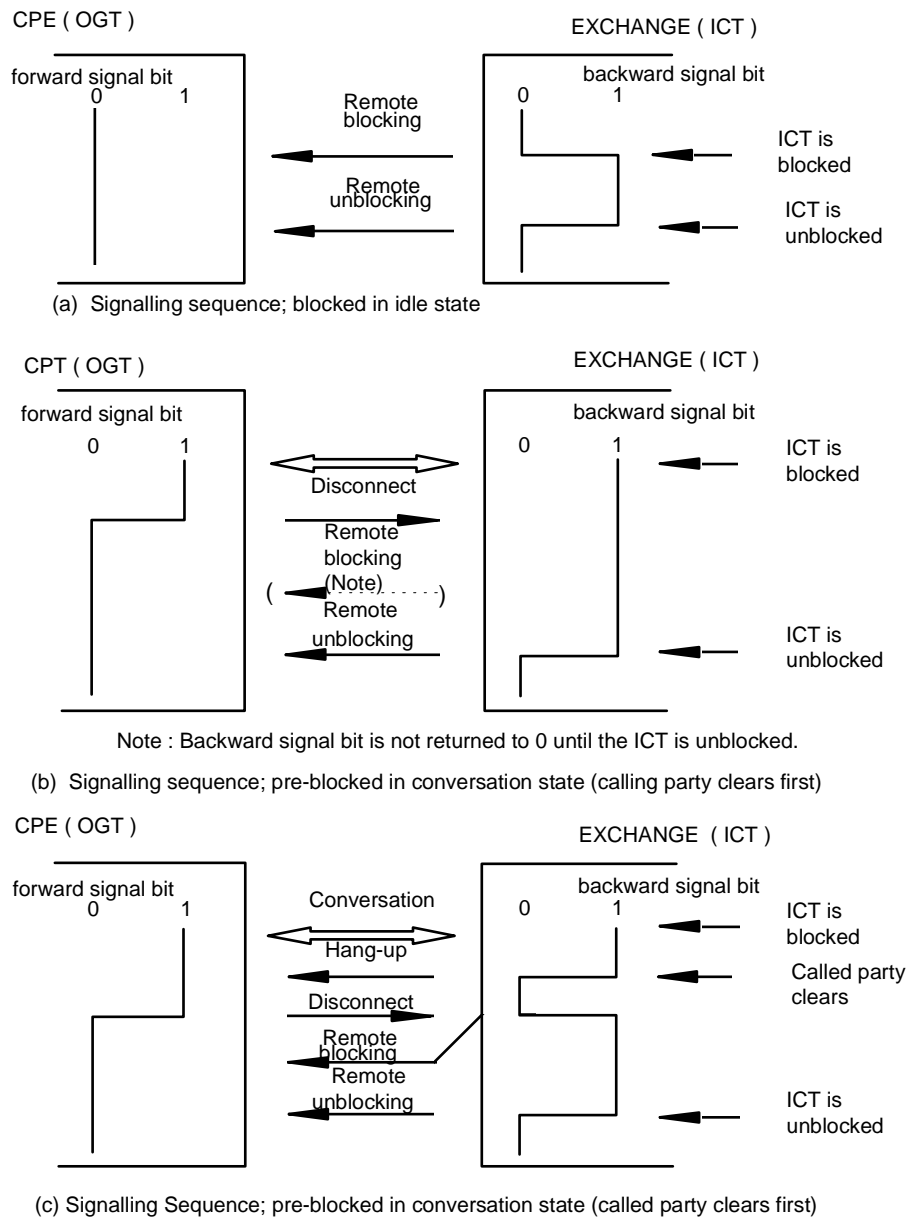 CPE ( OGT )
EXCHANGE ( ICT )
forward signal bit
0 1
backward signal bit
0 1
Remote
blocking
Remote
unblocking
ICT is
blocked
ICT is
unblocked
(a) Signalling sequence; blocked in idle state
CPT ( OGT )
EXCHANGE ( ICT )
forward signal bit
0 1
backward signal bit
0 1
Disconnect
Remote
blocking
(Note)
( )
Remote
unblocking
ICT is
blocked
ICT is
unblocked
Note : Backward signal bit is not returned to 0 until the ICT is unblocked.
(b) Signalling sequence; pre-blocked in conversation state (calling party clears first)
CPE ( OGT )
EXCHANGE ( ICT )
forward signal bit
0 1
backward signal bit
0 1
Conversation
Hang-up
Disconnect
Remote
blocking
Remote
unblocking
ICT is
blocked
Called party
clears
ICT is
unblocked
(c) Signalling Sequence; pre-blocked in conversation state (called party clears first)